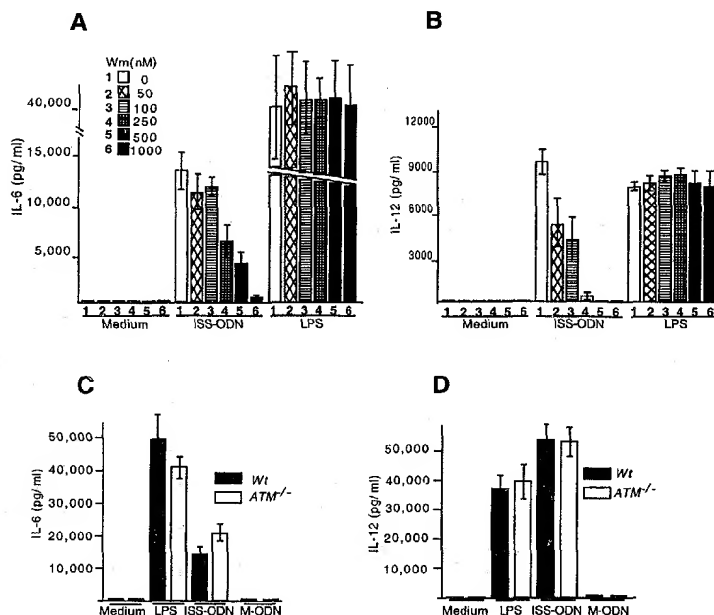 A
Wm(nM)
1 0
2 50
3 100
4 250
5 500
6 1000
40,000
15,000
10,000
5,000
IL-6 (pg/ml)
1 2 3 4 5 6 1 2 3 4 5 6 1 2 3 4 5 6
Medium ISS-ODN LPS
B
12000
9000
6000
3000
IL-12 (pg/ml)
1 2 3 4 5 6 1 2 3 4 5 6 1 2 3 4 5 6
Medium ISS-ODN LPS
C
50,000
40,000
30,000
20,000
10,000
IL-6 (pg/ml)
Wt
ATM-/-
Medium LPS ISS-ODN M-ODN
D
50,000
40,000
30,000
20,000
10,000
IL-12 (pg/ml)
Wt
ATM-/-
Medium LPS ISS-ODN M-ODN